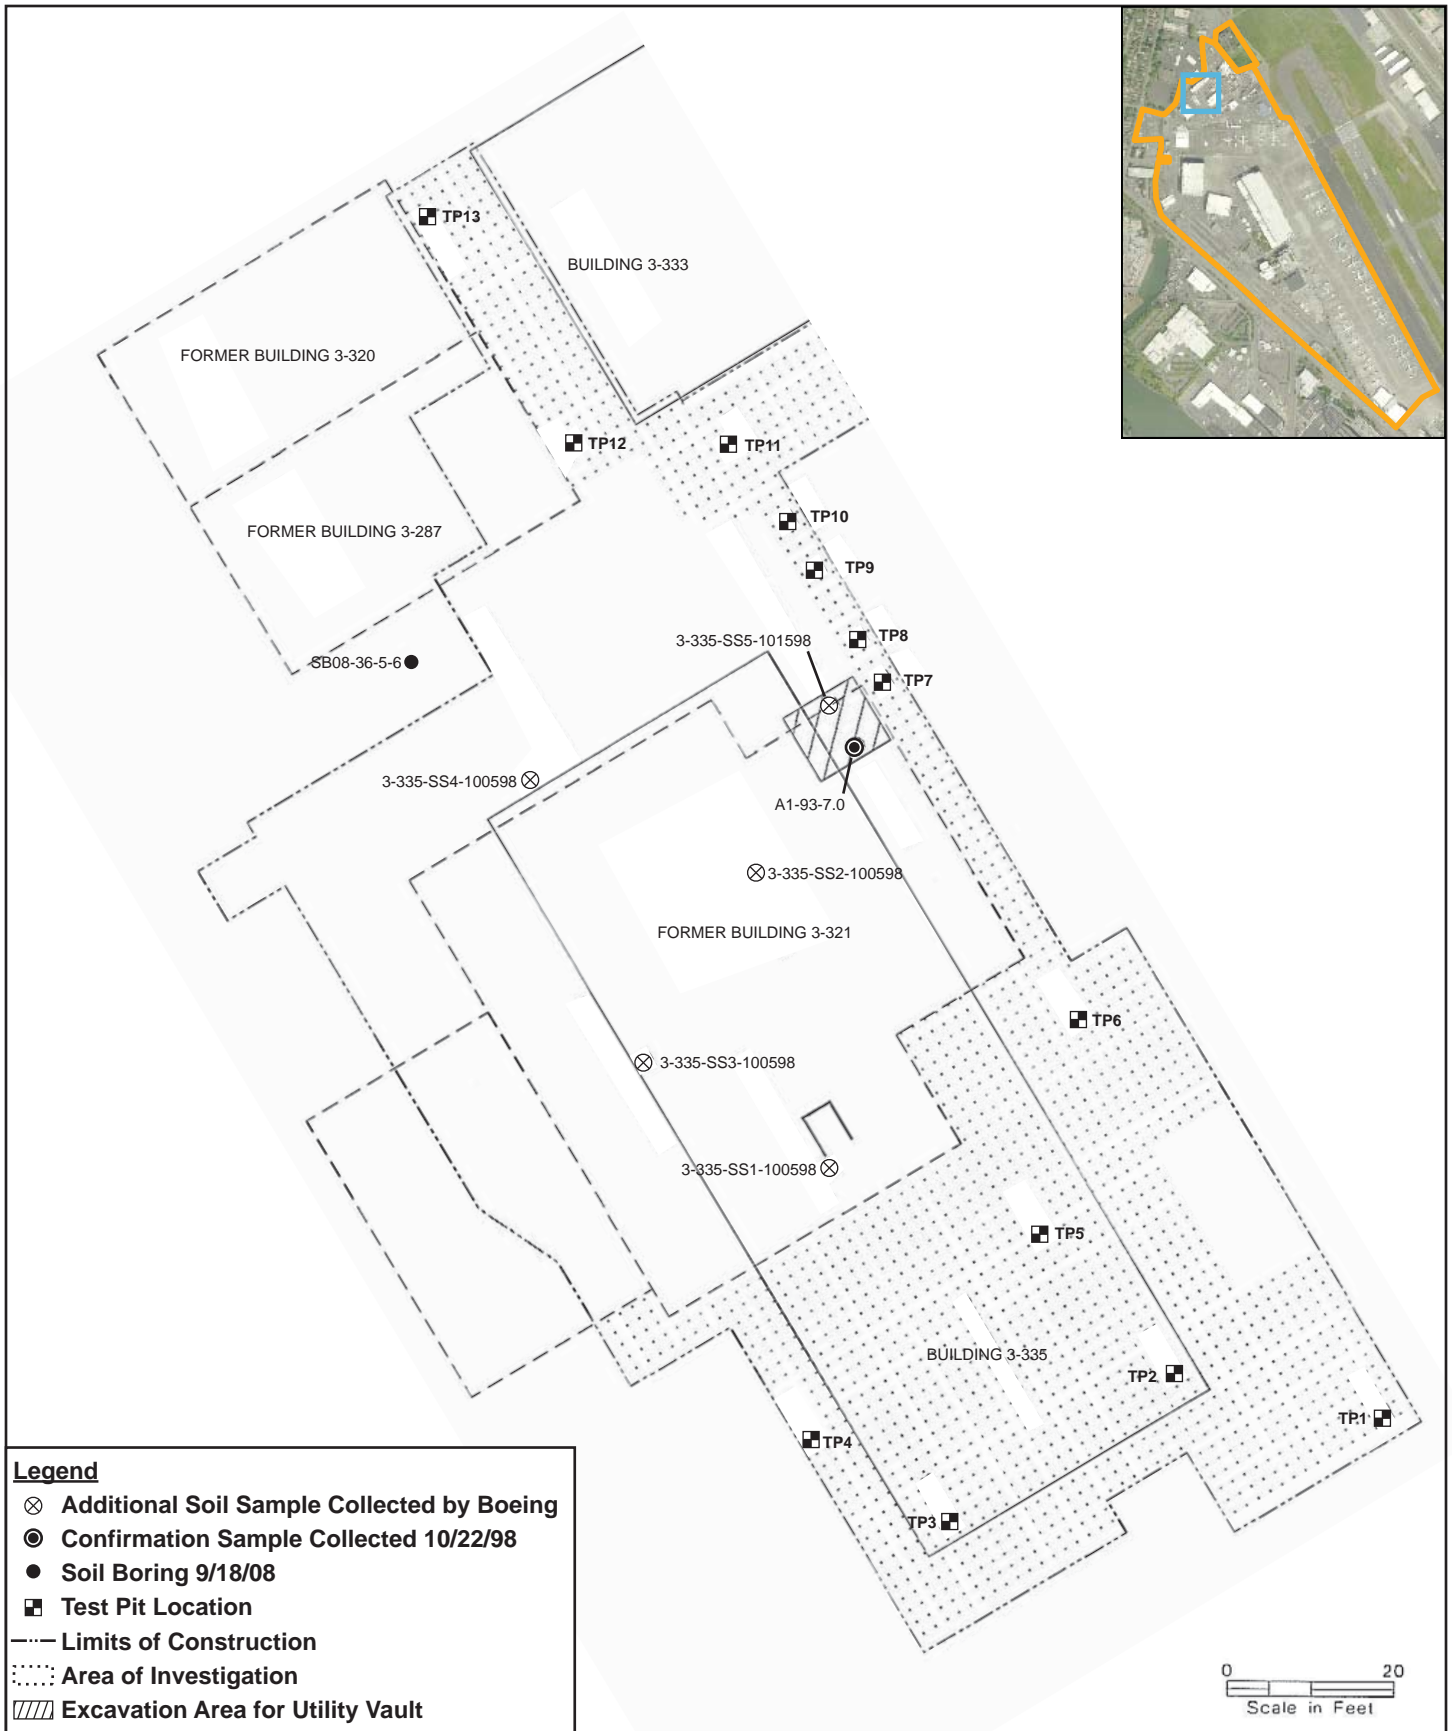 TP13
BUILDING 3-333
FORMER BUILDING 3-320
TP12
TP11
TP10
FORMER BUILDING 3-287
TP9
TP8
3-335-SS5-101598
SB08-36-5-6
TP7
3-335-SS4-100598
A1-93-7.0
3-335-SS2-100598
FORMER BUILDING 3-321
TP6
3-335-SS3-100598
3-335-SS1-100598
TP5
BUILDING 3-335
TP2
TP1
TP4
TP3
Legend
Additional Soil Sample Collected by Boeing
Confirmation Sample Collected 10/22/98
Soil Boring 9/18/08
Test Pit Location
Limits of Construction
Area of Investigation
Excavation Area for Utility Vault
0 20
Scale in Feet